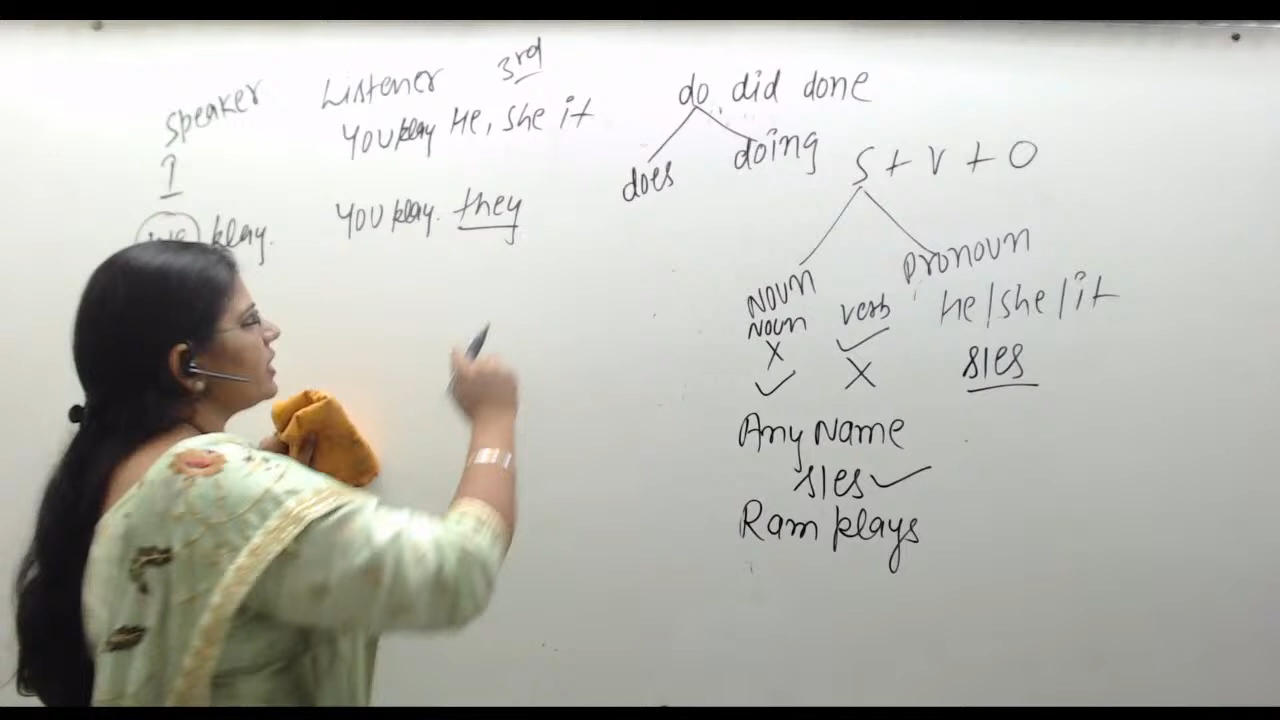 speaker Listener 3rd
I You play He, she it
we play. You play. they
do, did done
does doing
S + V + O
Noun Pronoun
Noun verb He/she/it
X ✓ s/es
✓ X
Any Name
s/es ✓
Ram plays